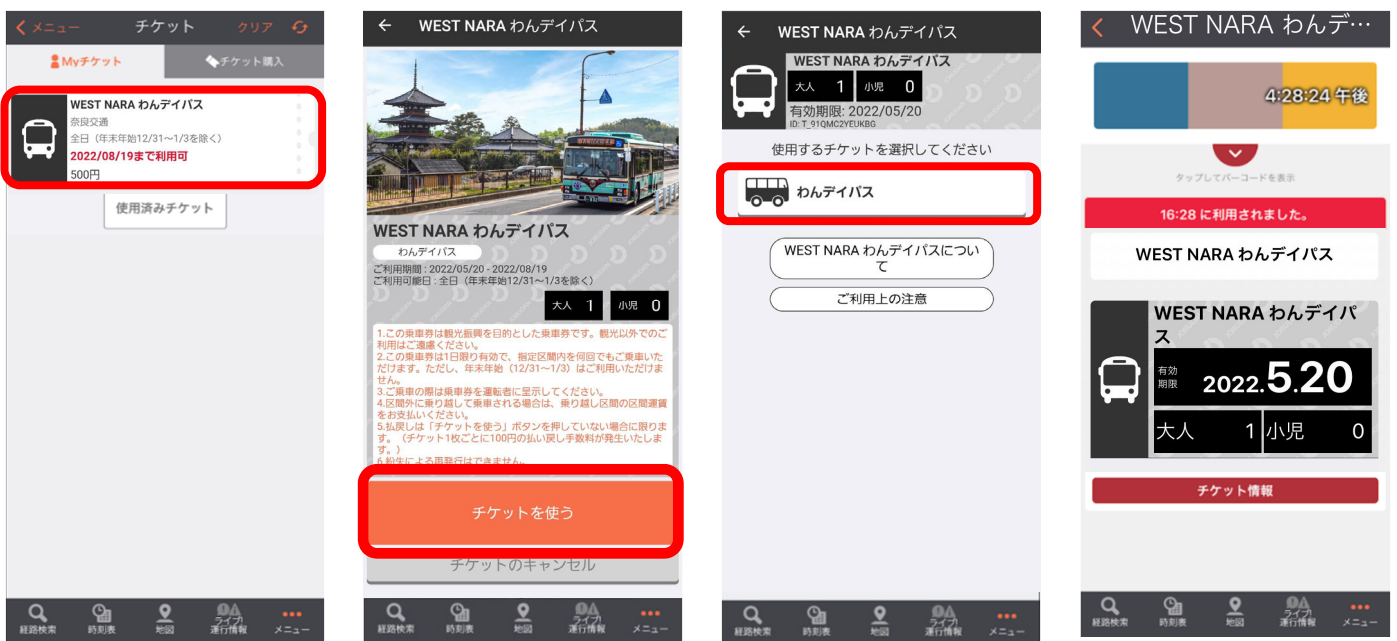 メニュー
チケット
クリア
Myチケット
チケット購入
WEST NARA わんデイパス
奈良交通
全日（年末年始12/31～1/3を除く）
2022/08/19まで利用可
500円
使用済みチケット
経路検索
時刻表
地図
ライブ!
運行情報
メニュー
WEST NARA わんデイパス
WEST NARA わんデイパス
わんデイパス
ご利用期間 : 2022/05/20 - 2022/08/19
ご利用可能日 : 全日（年末年始12/31～1/3を除く）
大人 1 小児 0
1.この乗車券は観光振興を目的とした乗車券です。観光以外でのご
利用はご遠慮ください。
2.この乗車券は1日限り有効で、指定区間内を何回でもご乗車いた
だけます。ただし、年末年始（12/31～1/3）はご利用いただけま
せん。
3.ご乗車の際は乗車券を運転者に呈示してください。
4.区間外に乗り越して乗車される場合は、乗り越し区間の区間運賃
をお支払いください。
5.払戻しは「チケットを使う」ボタンを押していない場合に限りま
す。（チケット1枚ごとに100円の払い戻し手数料が発生いたしま
す。）
6.紛失による再発行はできません。
チケットを使う
チケットのキャンセル
経路検索
時刻表
地図
ライブ!
運行情報
メニュー
WEST NARA わんデイパス
WEST NARA わんデイパス
大人 1 小児 0
有効期限: 2022/05/20
ID: T_91QMC2YEUKBG
使用するチケットを選択してください
わんデイパス
WEST NARA わんデイパスについ
て
ご利用上の注意
経路検索
時刻表
地図
ライブ!
運行情報
メニュー
WEST NARA わんデ…
4:28:24 午後
タップしてバーコードを表示
16:28 に利用されました。
WEST NARA わんデイパス
WEST NARA わんデイパ
ス
有効
期限 2022.5.20
大人 1 小児 0
チケット情報
経路検索
時刻表
地図
ライブ!
運行情報
メニュー